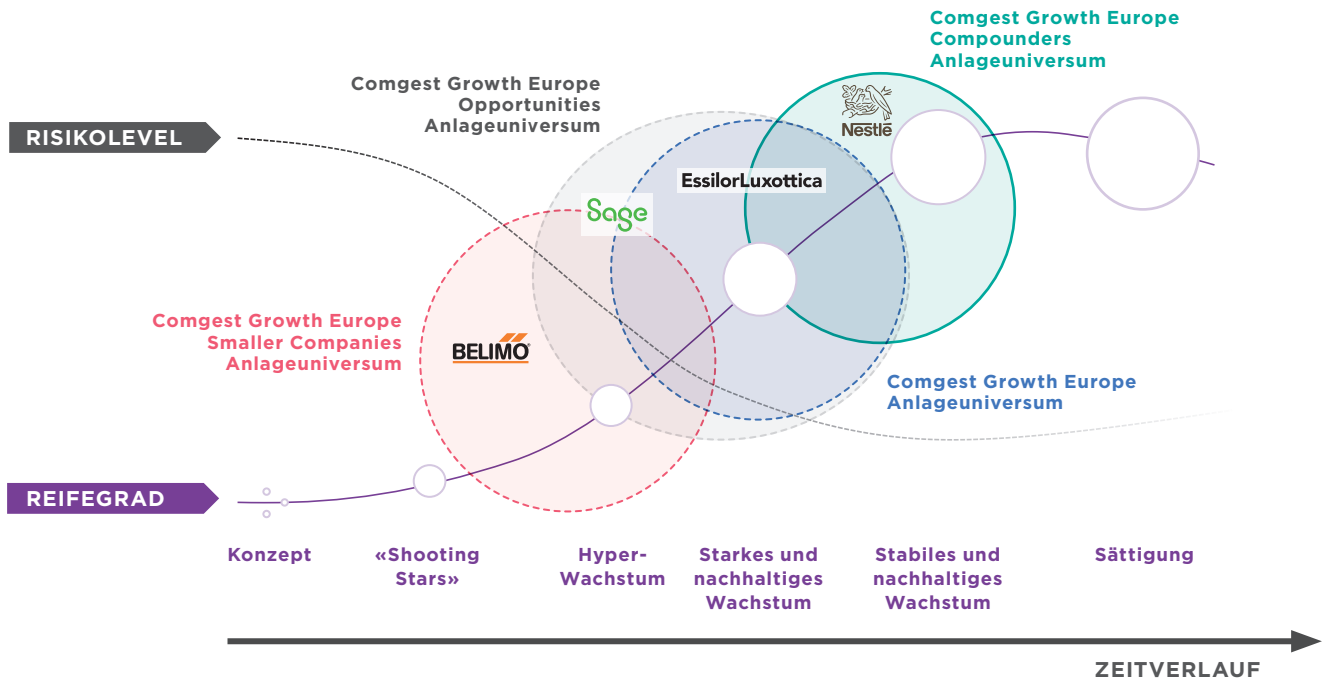 Comgest Growth Europe
Compounders
Anlageuniversum
Comgest Growth Europe
Opportunities
Anlageuniversum
RISIKOLEVEL
Nestlé
EssilorLuxottica
Sage
Comgest Growth Europe
Smaller Companies
Anlageuniversum
BELIMO®
Comgest Growth Europe
Anlageuniversum
REIFEGRAD
Konzept
«Shooting
Stars»
Hyper-
Wachstum
Starkes und
nachhaltiges
Wachstum
Stabiles und
nachhaltiges
Wachstum
Sättigung
ZEITVERLAUF